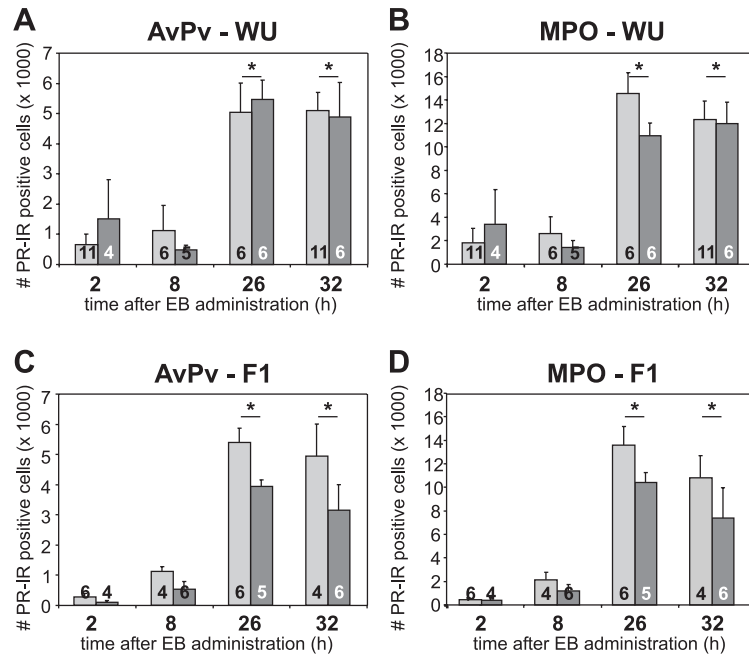 A
AvPv - WU
# PR-IR positive cells (x 1000)
7
6
5
4
3
2
1
0
* *
11 4 6 5 6 6 11 6
2 8 26 32
time after EB administration (h)
B
MPO - WU
# PR-IR positive cells (x 1000)
18
16
14
12
10
8
6
4
2
0
* *
11 4 6 5 6 6 11 6
2 8 26 32
time after EB administration (h)
C
AvPv - F1
# PR-IR positive cells (x 1000)
7
6
5
4
3
2
1
0
* *
6 4 4 6 6 5 4 6
2 8 26 32
time after EB administration (h)
D
MPO - F1
# PR-IR positive cells (x 1000)
18
16
14
12
10
8
6
4
2
0
* *
6 4 4 6 6 5 4 6
2 8 26 32
time after EB administration (h)